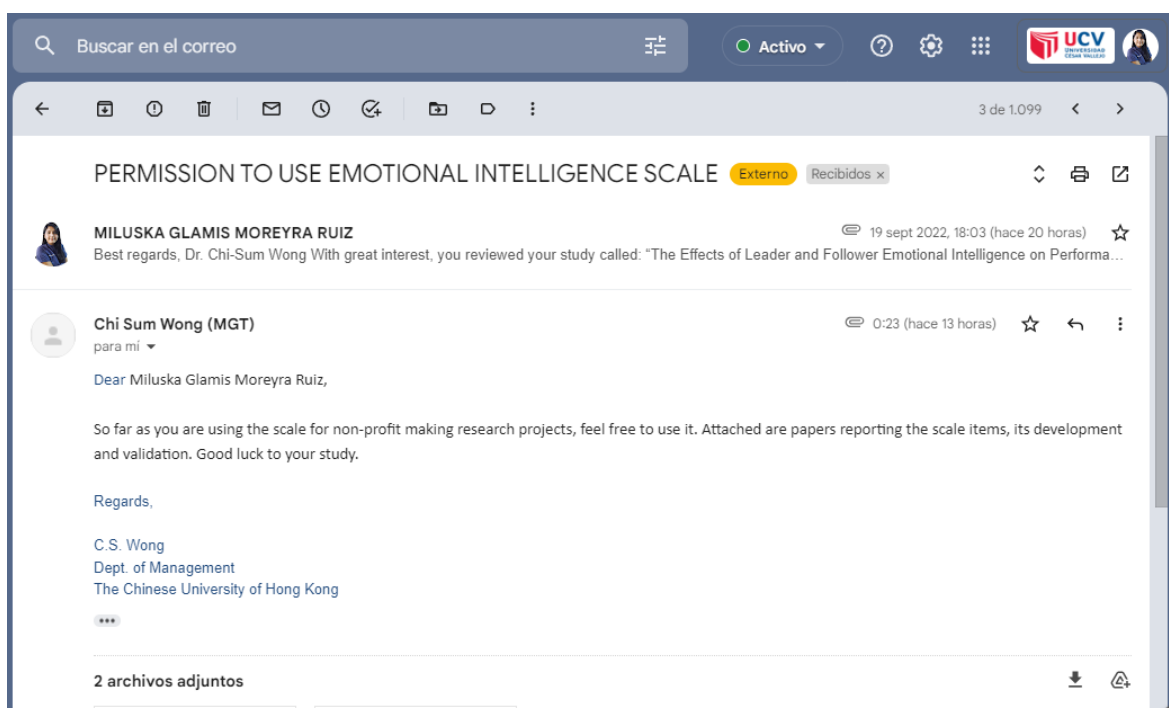 Buscar en el correo
Activo
UCV
UNIVERSIDAD
CÉSAR VALLEJO
3 de 1.099
PERMISSION TO USE EMOTIONAL INTELLIGENCE SCALE Externo Recibidos x
MILUSKA GLAMIS MOREYRA RUIZ 19 sept 2022, 18:03 (hace 20 horas)
Best regards, Dr. Chi-Sum Wong With great interest, you reviewed your study called: “The Effects of Leader and Follower Emotional Intelligence on Performa...
Chi Sum Wong (MGT) 0:23 (hace 13 horas)
para mí
Dear Miluska Glamis Moreyra Ruiz,
So far as you are using the scale for non-profit making research projects, feel free to use it. Attached are papers reporting the scale items, its development
and validation. Good luck to your study.
Regards,
C.S. Wong
Dept. of Management
The Chinese University of Hong Kong
2 archivos adjuntos